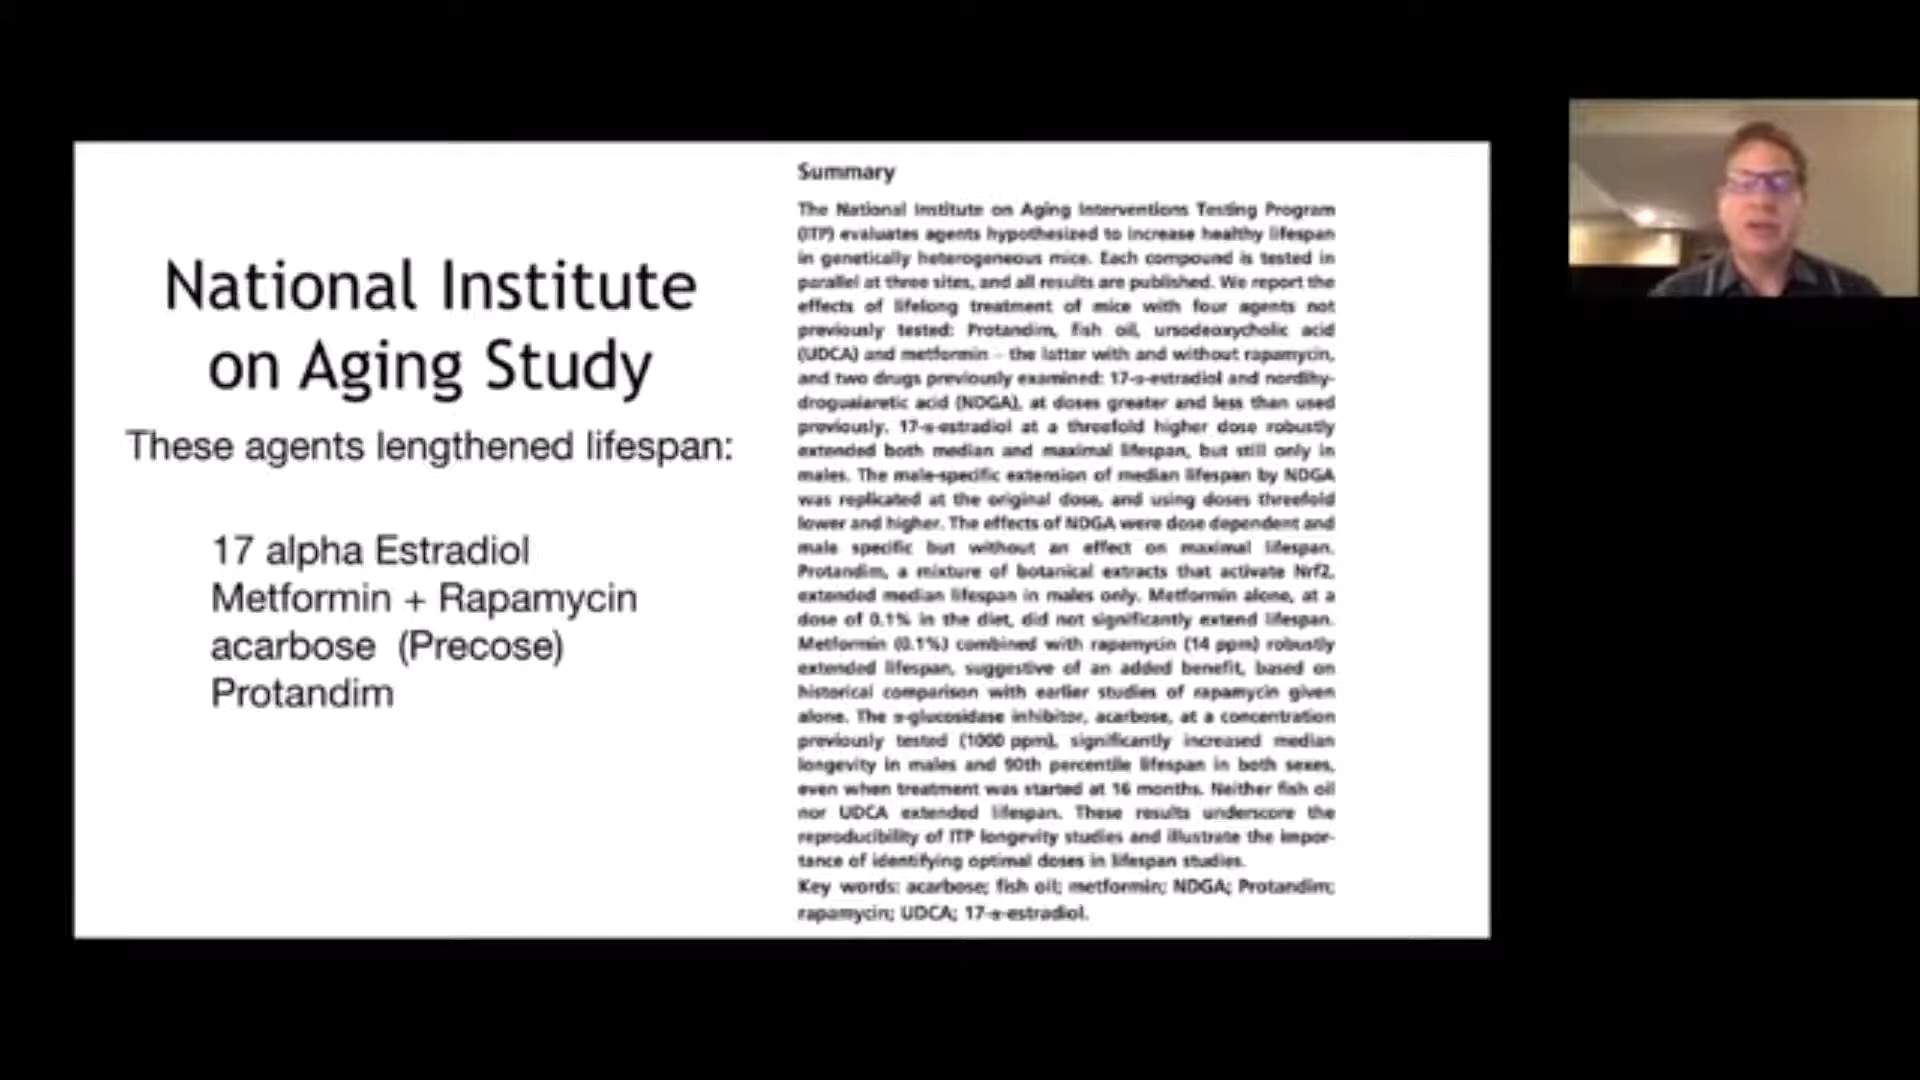 National Institute
on Aging Study
These agents lengthened lifespan:
17 alpha Estradiol
Metformin + Rapamycin
acarbose (Precose)
Protandim
Summary
The National Institute on Aging Interventions Testing Program
(ITP) evaluates agents hypothesized to increase healthy lifespan
in genetically heterogeneous mice. Each compound is tested in
parallel at three sites, and all results are published. We report the
effects of lifelong treatment of mice with four agents not
previously tested: Protandim, fish oil, ursodeoxycholic acid
(UDCA) and metformin – the latter with and without rapamycin,
and two drugs previously examined: 17-α-estradiol and nordihy-
droguaiaretic acid (NDGA), at doses greater and less than used
previously. 17-α-estradiol at a threefold higher dose robustly
extended both median and maximal lifespan, but still only in
males. The male-specific extension of median lifespan by NDGA
was replicated at the original dose, and using doses threefold
lower and higher. The effects of NDGA were dose dependent and
male specific but without an effect on maximal lifespan.
Protandim, a mixture of botanical extracts that activate Nrf2,
extended median lifespan in males only. Metformin alone, at a
dose of 0.1% in the diet, did not significantly extend lifespan.
Metformin (0.1%) combined with rapamycin (14 ppm) robustly
extended lifespan, suggestive of an added benefit, based on
historical comparison with earlier studies of rapamycin given
alone. The α-glucosidase inhibitor, acarbose, at a concentration
previously tested (1000 ppm), significantly increased median
longevity in males and 90th percentile lifespan in both sexes,
even when treatment was started at 16 months. Neither fish oil
nor UDCA extended lifespan. These results underscore the
reproducibility of ITP longevity studies and illustrate the impor-
tance of identifying optimal doses in lifespan studies.
Key words: acarbose; fish oil; metformin; NDGA; Protandim;
rapamycin; UDCA; 17-α-estradiol.